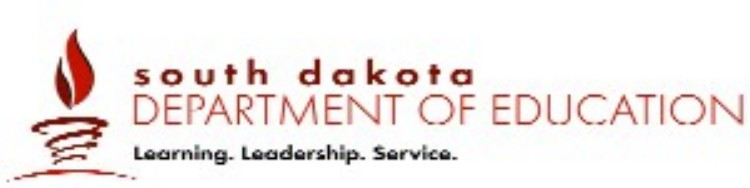 south dakota
DEPARTMENT OF EDUCATION
Learning. Leadership. Service.